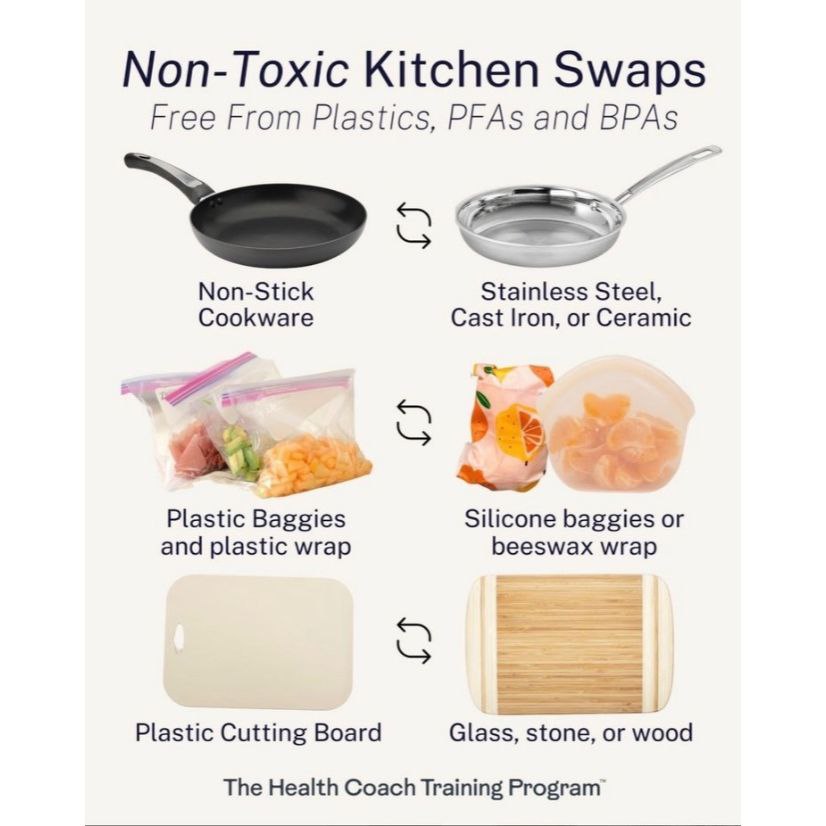 Non-Toxic Kitchen Swaps
Free From Plastics, PFAs and BPAs
Non-Stick
Cookware
Stainless Steel,
Cast Iron, or Ceramic
Plastic Baggies
and plastic wrap
Silicone baggies or
beeswax wrap
Plastic Cutting Board
Glass, stone, or wood
The Health Coach Training Program™